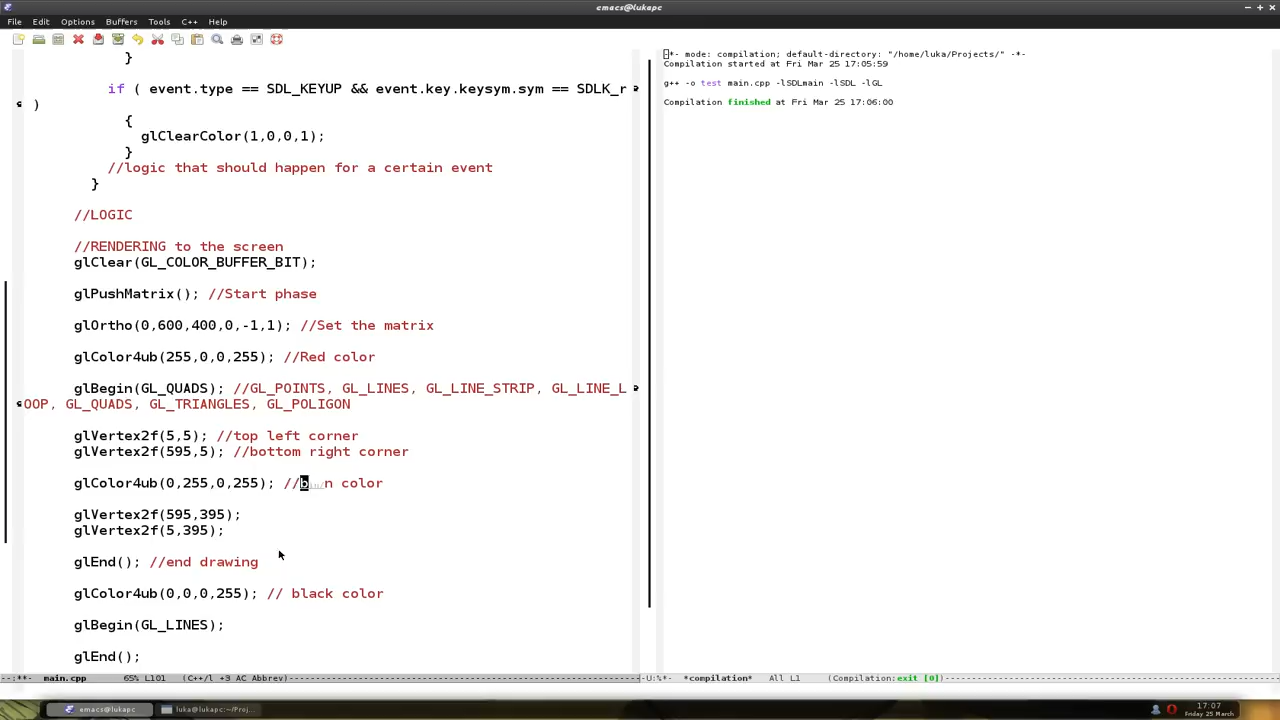 emacs@lukapc
File Edit Options Buffers Tools C++ Help
}
if ( event.type == SDL_KEYUP && event.key.keysym.sym == SDLK_r
)
{
glClearColor(1,0,0,1);
}
//logic that should happen for a certain event
}
//LOGIC
//RENDERING to the screen
glClear(GL_COLOR_BUFFER_BIT);
glPushMatrix(); //Start phase
glOrtho(0,600,400,0,-1,1); //Set the matrix
glColor4ub(255,0,0,255); //Red color
glBegin(GL_QUADS); //GL_POINTS, GL_LINES, GL_LINE_STRIP, GL_LINE_L
OOP, GL_QUADS, GL_TRIANGLES, GL_POLIGON
glVertex2f(5,5); //top left corner
glVertex2f(595,5); //bottom right corner
glColor4ub(0,255,0,255); // color
glVertex2f(595,395);
glVertex2f(5,395);
glEnd(); //end drawing
glColor4ub(0,0,0,255); // black color
glBegin(GL_LINES);
glEnd();
--:**- main.cpp 65% L101 (C++/l +3 AC Abbrev)
-*- mode: compilation; default-directory: "/home/luka/Projects/" -*-
Compilation started at Fri Mar 25 17:05:59
g++ -o test main.cpp -lSDLmain -lSDL -lGL
Compilation finished at Fri Mar 25 17:06:00
-U:%*- *compilation* All L1 (Compilation:exit [0])
emacs@lukapc
luka@lukapc:~/Proj...
17:07
Friday 25 March